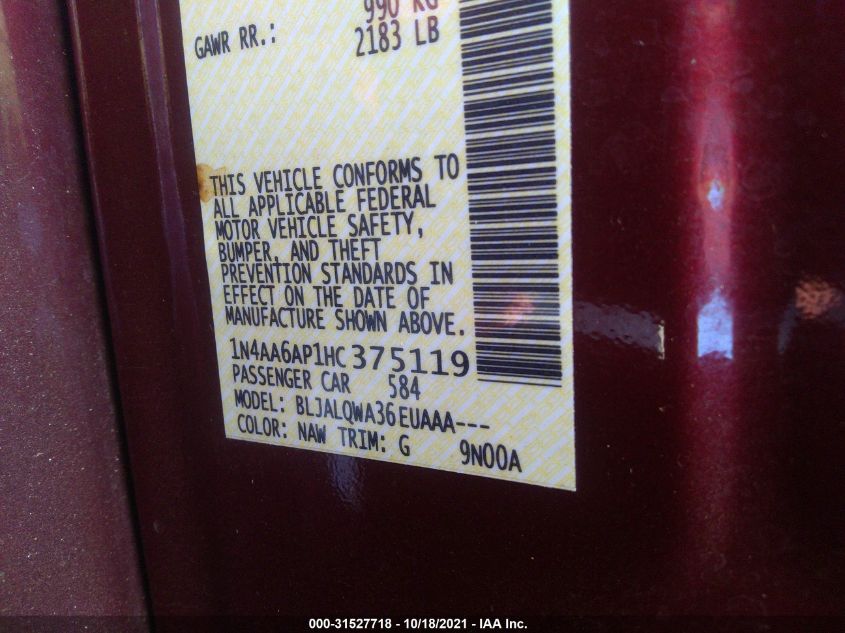 990 KG
GAWR RR.: 2183 LB
THIS VEHICLE CONFORMS TO
ALL APPLICABLE FEDERAL
MOTOR VEHICLE SAFETY,
BUMPER, AND THEFT
PREVENTION STANDARDS IN
EFFECT ON THE DATE OF
MANUFACTURE SHOWN ABOVE.
1N4AA6AP1HC375119
PASSENGER CAR 584
MODEL: BLJALQWA36EUAAA---
COLOR: NAW TRIM: G 9N00A
000-31527718 - 10/18/2021 - IAA Inc.